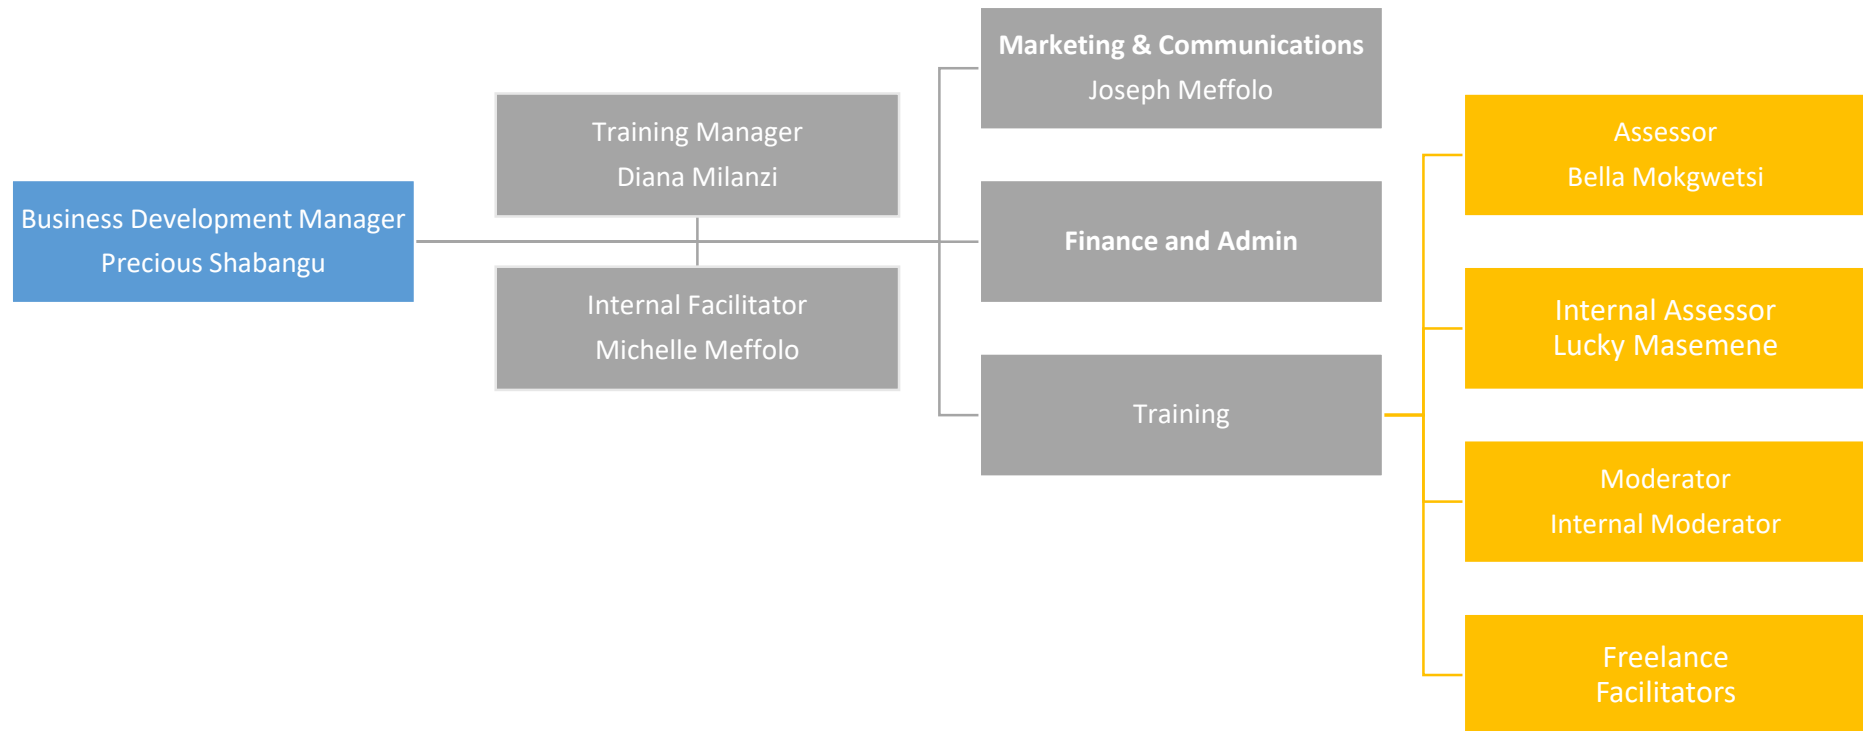 Business Development Manager
Precious Shabangu
Training Manager
Diana Milanzi
Internal Facilitator
Michelle Meffolo
Marketing & Communications
Joseph Meffolo
Finance and Admin
Training
Assessor
Bella Mokgwetsi
Internal Assessor
Lucky Masemene
Moderator
Internal Moderator
Freelance
Facilitators